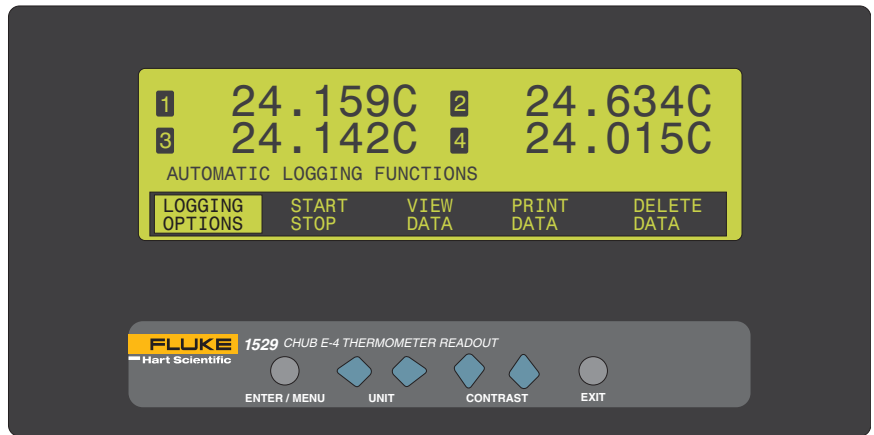 1 24.159C 2 24.634C
3 24.142C 4 24.015C
AUTOMATIC LOGGING FUNCTIONS
LOGGING START VIEW PRINT DELETE
OPTIONS STOP DATA DATA DATA
FLUKE 1529 CHUB E-4 THERMOMETER READOUT
Hart Scientific
ENTER / MENU UNIT CONTRAST EXIT